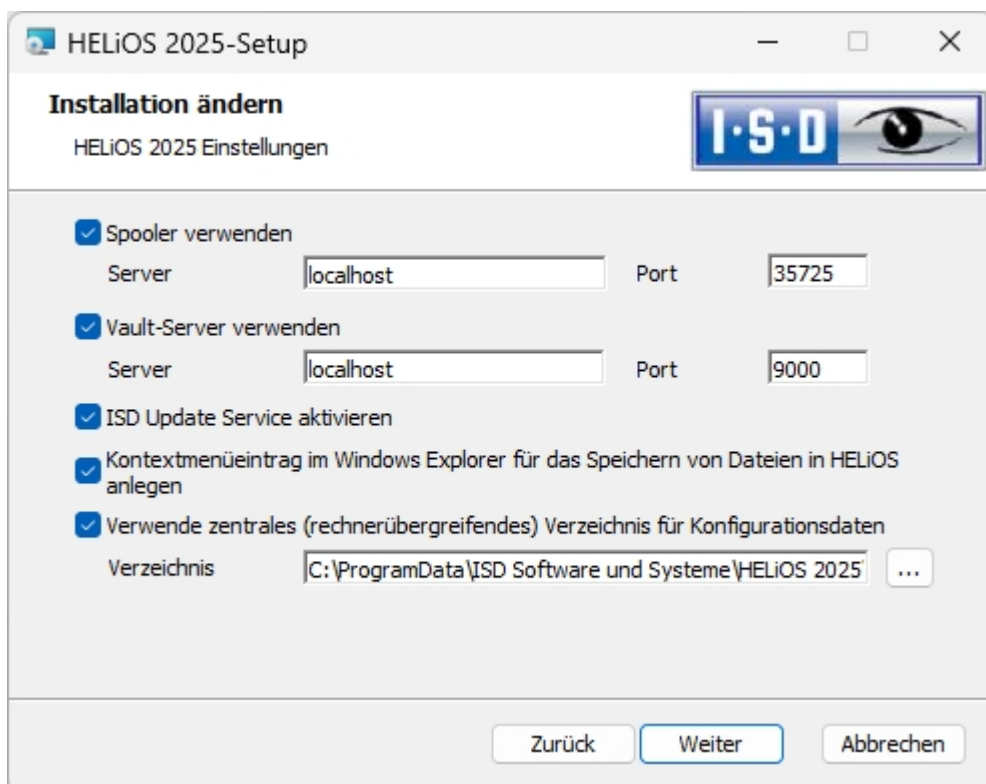 HELiOS 2025-Setup
Installation ändern
HELiOS 2025 Einstellungen
I·S·D
Spooler verwenden
Server localhost Port 35725
Vault-Server verwenden
Server localhost Port 9000
ISD Update Service aktivieren
Kontextmenüeintrag im Windows Explorer für das Speichern von Dateien in HELiOS
anlegen
Verwende zentrales (rechnerübergreifendes) Verzeichnis für Konfigurationsdaten
Verzeichnis C:\ProgramData\ISD Software und Systeme\HELiOS 2025 ...
Zurück Weiter Abbrechen